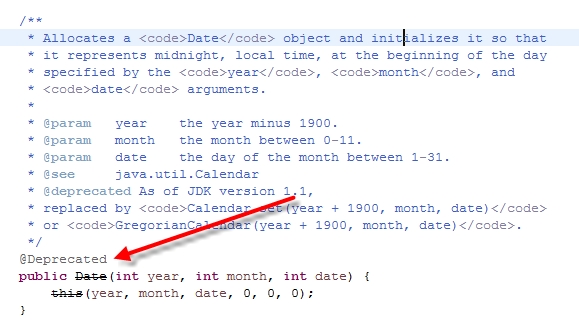 /**
 * Allocates a <code>Date</code> object and initializes it so that
 * it represents midnight, local time, at the beginning of the day
 * specified by the <code>year</code>, <code>month</code>, and
 * <code>date</code> arguments.
 *
 * @param   year    the year minus 1900.
 * @param   month   the month between 0-11.
 * @param   date    the day of the month between 1-31.
 * @see     java.util.Calendar
 * @deprecated As of JDK version 1.1,
 * replaced by <code>Calendar.set(year + 1900, month, date)</code>
 * or <code>GregorianCalendar(year + 1900, month, date)</code>.
 */
@Deprecated
public Date(int year, int month, int date) {
    this(year, month, date, 0, 0, 0);
}